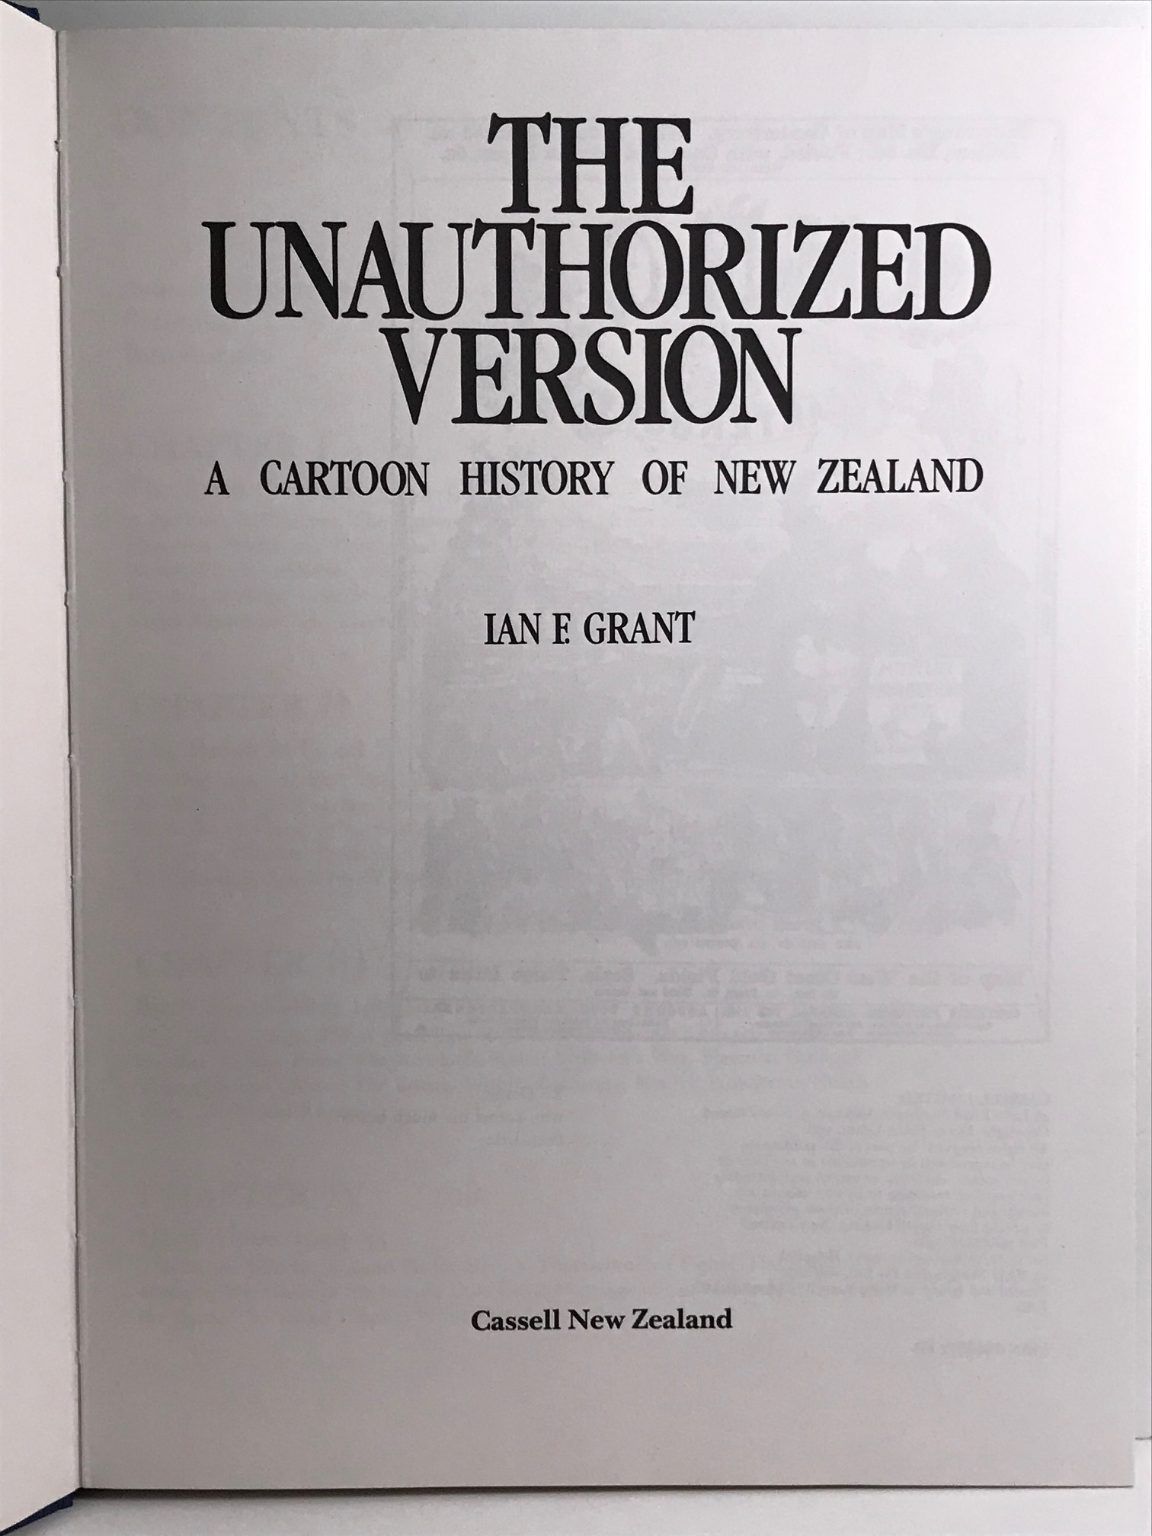 THE
UNAUTHORIZED
VERSION
A CARTOON HISTORY OF NEW ZEALAND
IAN F. GRANT
Cassell New Zealand